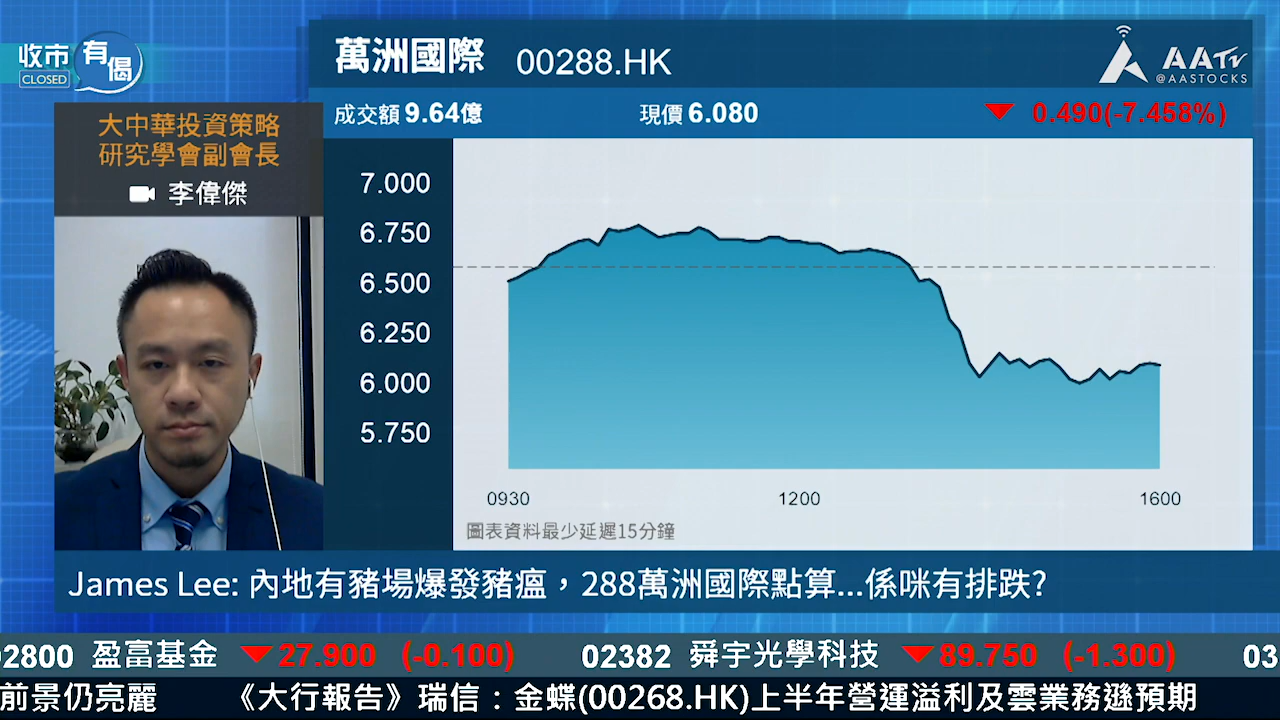 收市
CLOSED
有偈
萬洲國際 00288.HK
AATV
@AASTOCKS
大中華投資策略
研究學會副會長
李偉傑
成交額 9.64億 現價 6.080 0.490(-7.458%)
7.000
6.750
6.500
6.250
6.000
5.750
0930 1200 1600
圖表資料最少延遲15分鐘
James Lee: 內地有豬場爆發豬瘟，288萬洲國際點算...係咪有排跌?
02800 盈富基金 27.900 (-0.100) 02382 舜宇光學科技 89.750 (-1.300) 03
前景仍亮麗 《大行報告》瑞信：金蝶(00268.HK)上半年營運溢利及雲業務遜預期